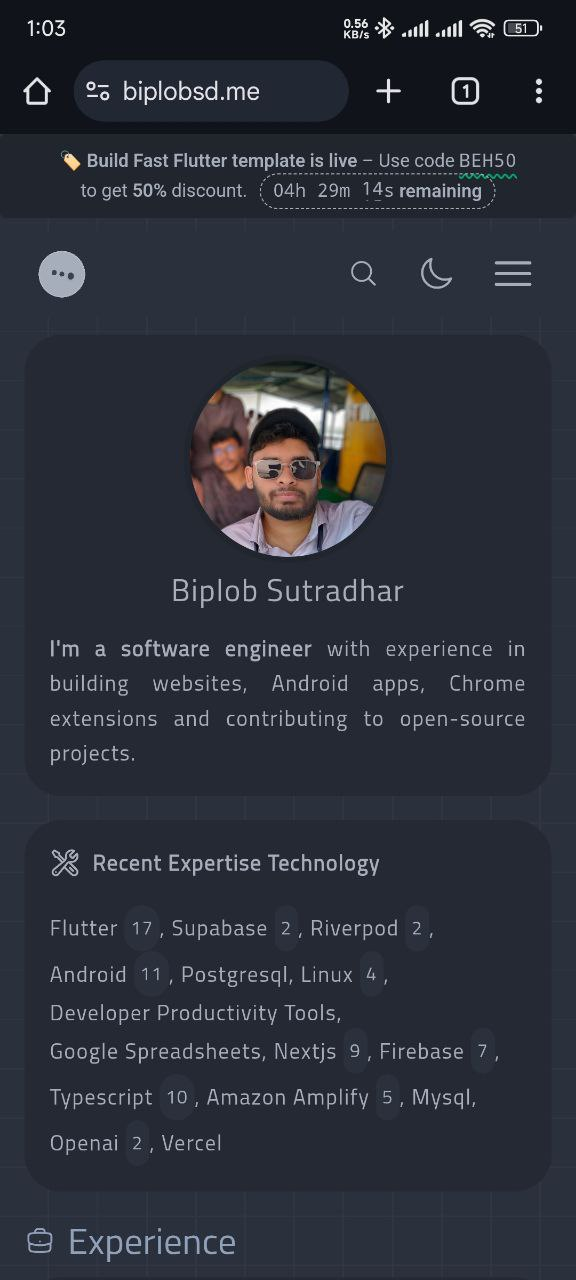 1:03
0.56
KB/s
51
biplobsd.me
1
Build Fast Flutter template is live – Use code BEH50
to get 50% discount. 04h 29m 14s remaining
Biplob Sutradhar
I'm a software engineer with experience in
building websites, Android apps, Chrome
extensions and contributing to open-source
projects.
Recent Expertise Technology
Flutter 17, Supabase 2, Riverpod 2,
Android 11, Postgresql, Linux 4,
Developer Productivity Tools,
Google Spreadsheets, Nextjs 9, Firebase 7,
Typescript 10, Amazon Amplify 5, Mysql,
Openai 2, Vercel
Experience